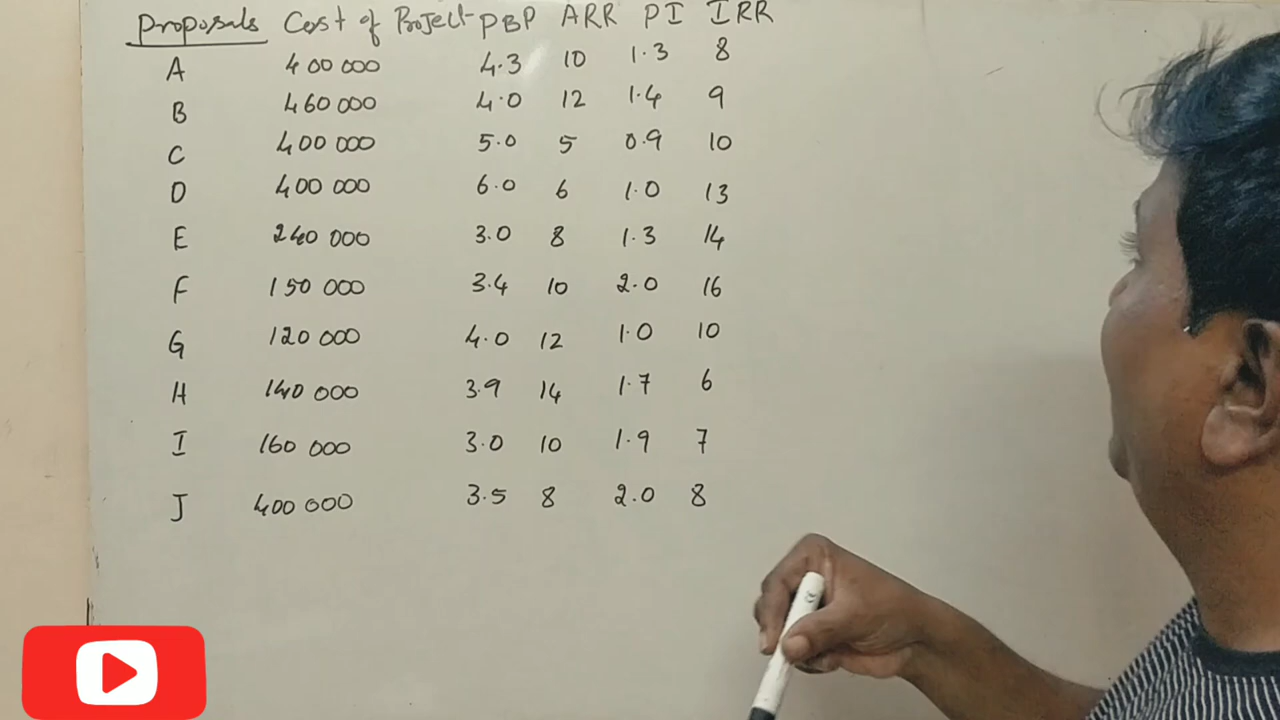 Proposals Cost of Project PBP ARR PI IRR
A 400 000 4.3 10 1.3 8
B 460 000 4.0 12 1.4 9
C 400 000 5.0 5 0.9 10
D 400 000 6.0 6 1.0 13
E 240 000 3.0 8 1.3 14
F 150 000 3.4 10 2.0 16
G 120 000 4.0 12 1.0 10
H 140 000 3.9 14 1.7 6
I 160 000 3.0 10 1.9 7
J 400 000 3.5 8 2.0 8